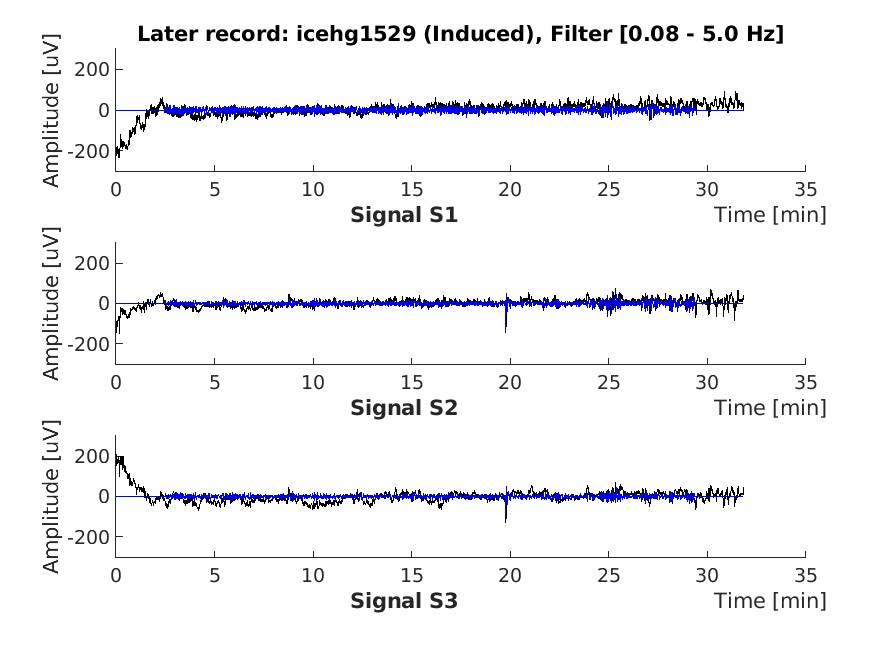 Later record: icehg1529 (Induced), Filter [0.08 - 5.0 Hz]
Amplitude [uV]
200
0
-200
0 5 10 15 20 25 30 35
Signal S1 Time [min]
Amplitude [uV]
200
0
-200
0 5 10 15 20 25 30 35
Signal S2 Time [min]
Amplitude [uV]
200
0
-200
0 5 10 15 20 25 30 35
Signal S3 Time [min]